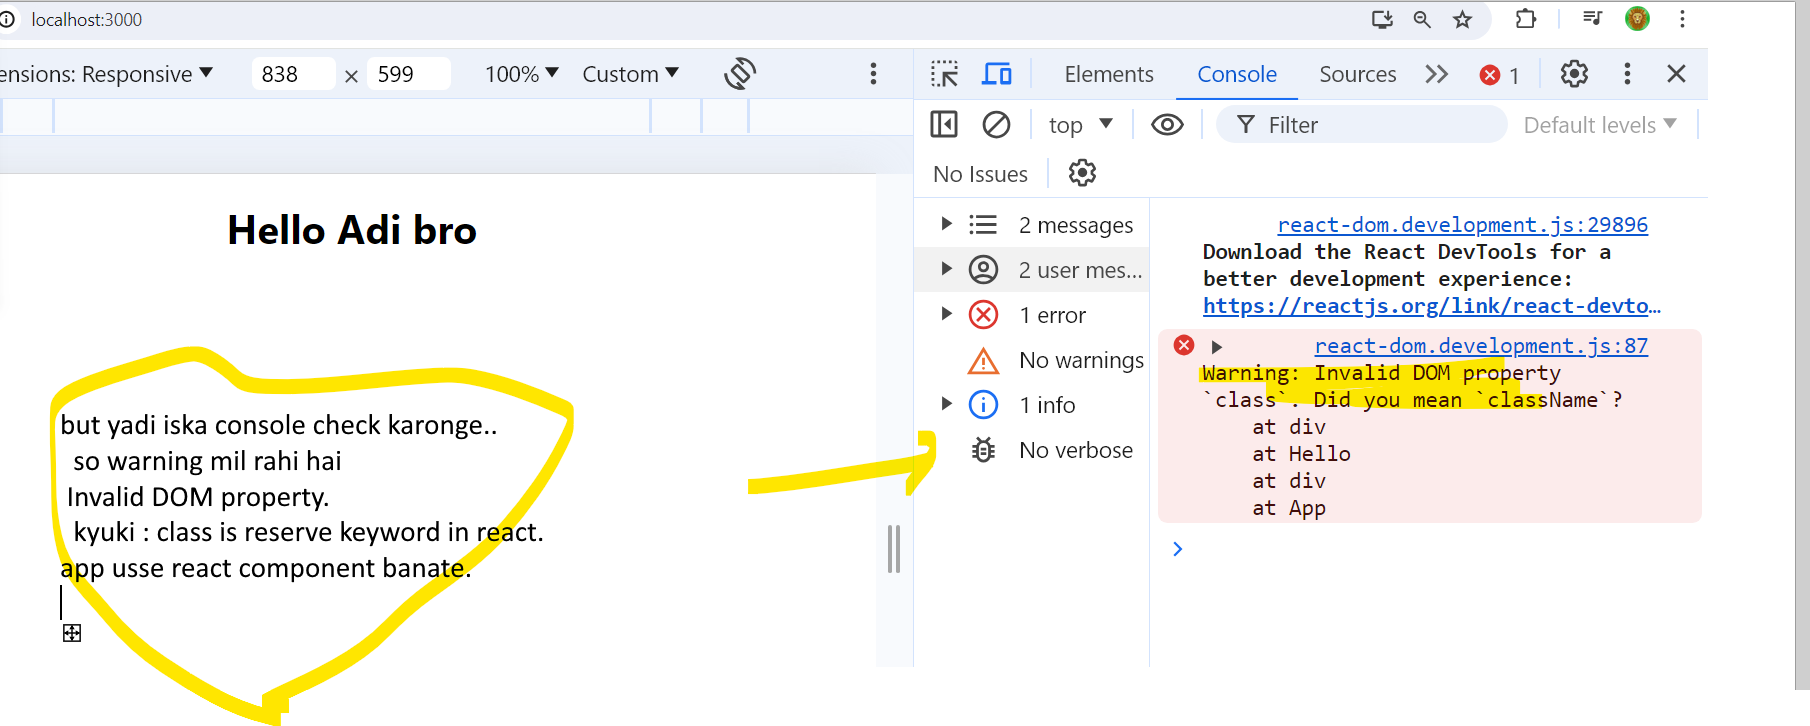 localhost:3000
ensions: Responsive ▼ 838 × 599 100% ▼ Custom ▼
Elements Console Sources 1
top ▼ Filter Default levels ▼
No Issues
2 messages
2 user mes...
1 error
No warnings
1 info
No verbose
react-dom.development.js:29896
Download the React DevTools for a
better development experience:
https://reactjs.org/link/react-devto…
react-dom.development.js:87
Warning: Invalid DOM property
`class`. Did you mean `className`?
at div
at Hello
at div
at App
Hello Adi bro
but yadi iska console check karonge..
so warning mil rahi hai
Invalid DOM property.
kyuki : class is reserve keyword in react.
app usse react component banate.